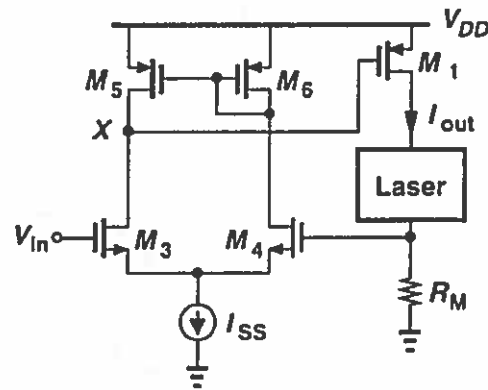 V_DD
M_5
M_6
M_1
X
I_out
Laser
V_in
M_3
M_4
R_M
I_SS